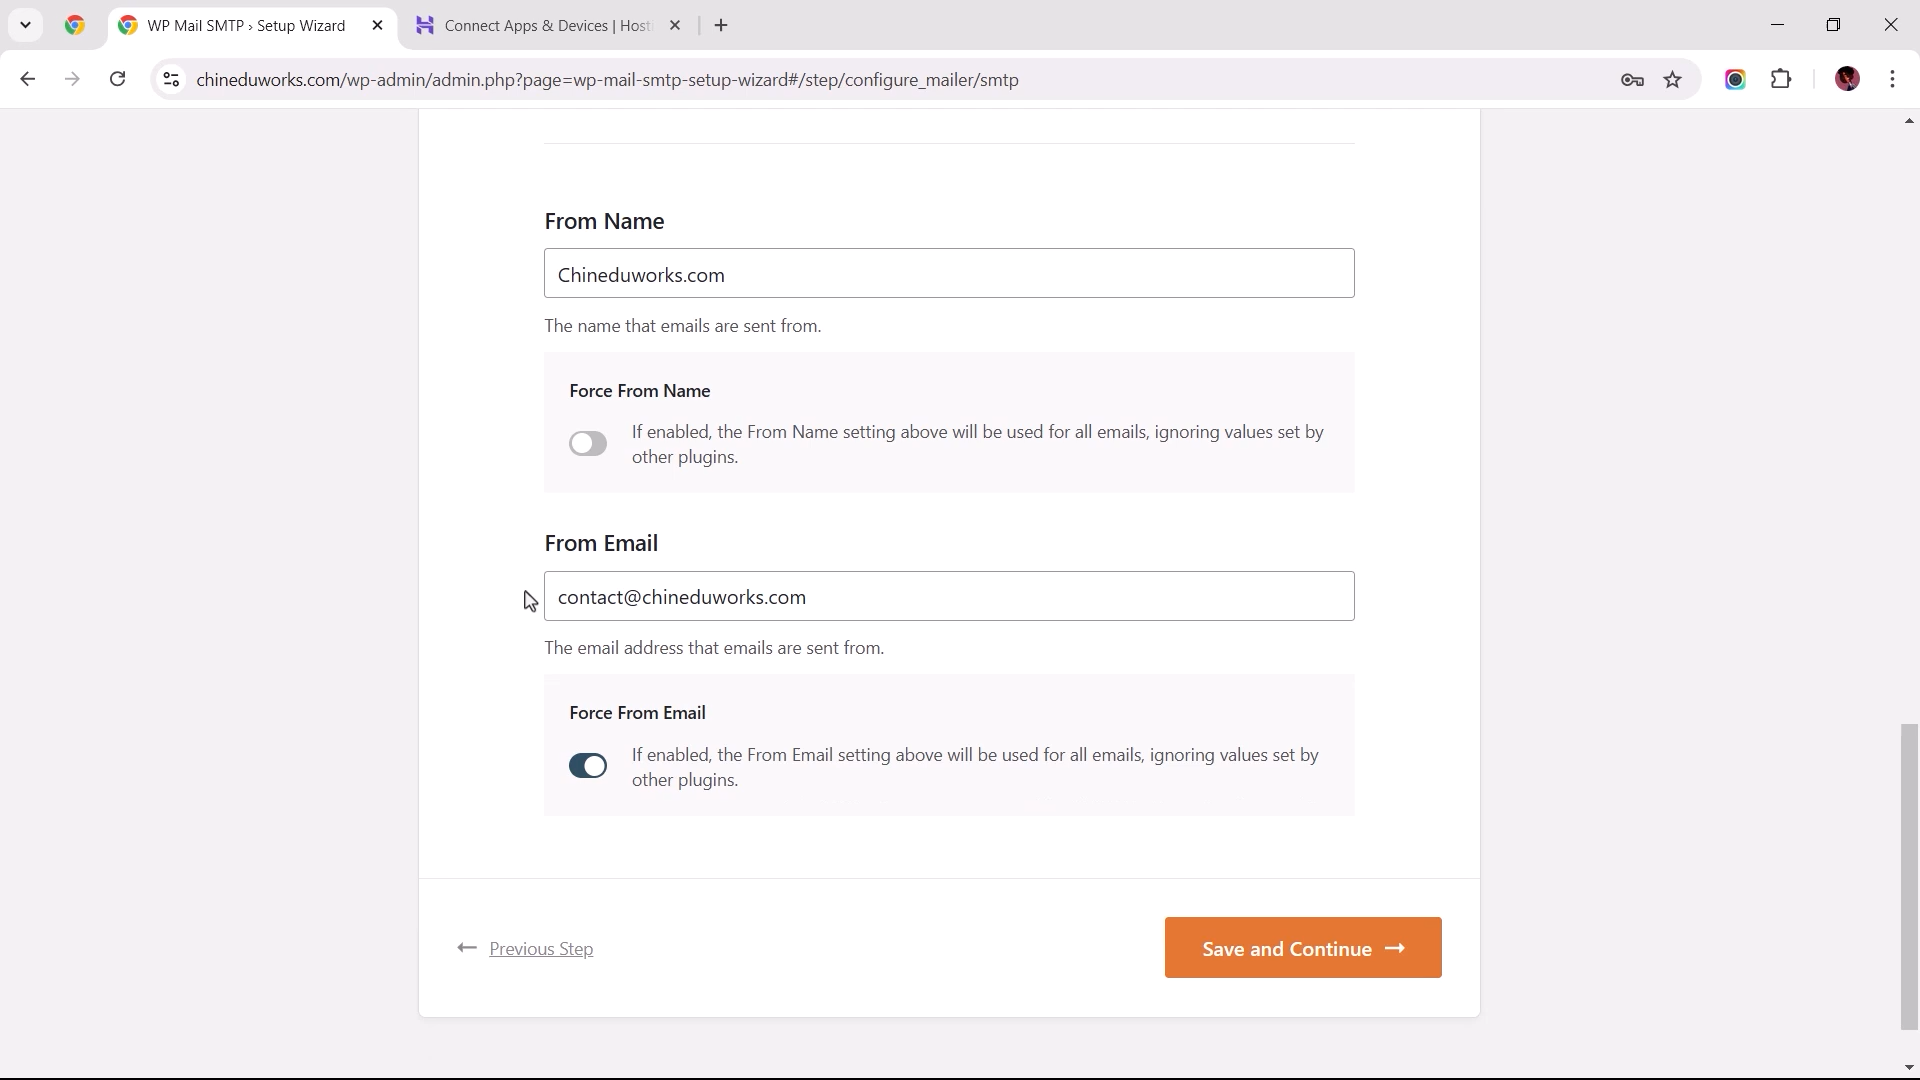 WP Mail SMTP › Setup Wizard
Connect Apps & Devices | Host
chineduworks.com/wp-admin/admin.php?page=wp-mail-smtp-setup-wizard#/step/configure_mailer/smtp
From Name
Chineduworks.com
The name that emails are sent from.
Force From Name
If enabled, the From Name setting above will be used for all emails, ignoring values set by
other plugins.
From Email
contact@chineduworks.com
The email address that emails are sent from.
Force From Email
If enabled, the From Email setting above will be used for all emails, ignoring values set by
other plugins.
← Previous Step
Save and Continue →